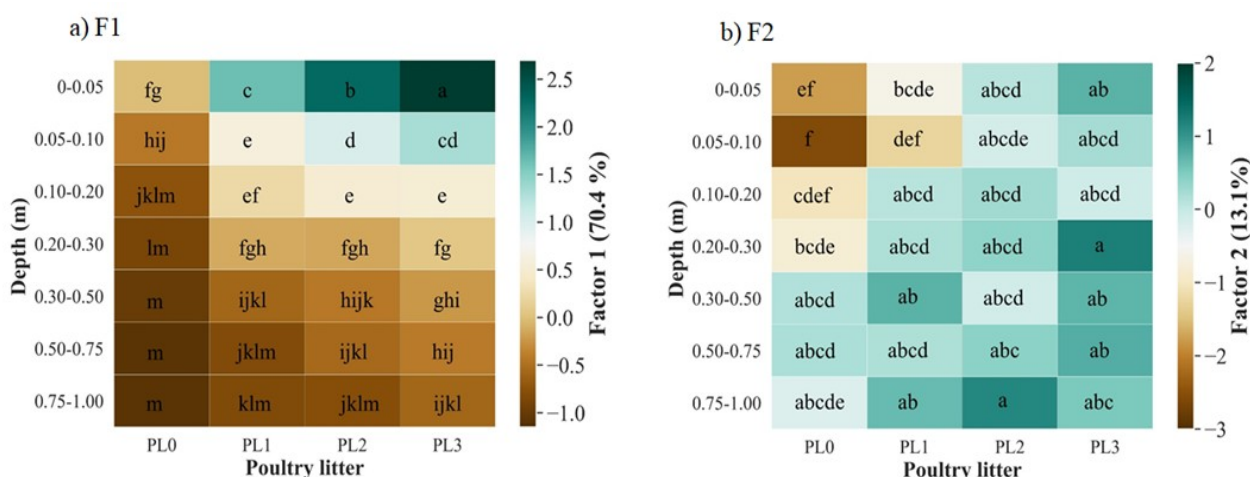 a) F1
0-0.05 fg c b a
0.05-0.10 hij e d cd
0.10-0.20 jklm ef e e
0.20-0.30 lm fgh fgh fg
0.30-0.50 m ijkl hijk ghi
0.50-0.75 m jklm ijkl hij
0.75-1.00 m klm jklm ijkl
PL0 PL1 PL2 PL3
Poultry litter
Depth (m)
2.5
2.0
1.5
1.0
0.5
0.0
−0.5
−1.0
Factor 1 (70.4 %)
b) F2
0-0.05 ef bcde abcd ab
0.05-0.10 f def abcde abcd
0.10-0.20 cdef abcd abcd abcd
0.20-0.30 bcde abcd abcd a
0.30-0.50 abcd ab abcd ab
0.50-0.75 abcd abcd abc ab
0.75-1.00 abcde ab a abc
PL0 PL1 PL2 PL3
Poultry litter
Depth (m)
2
1
0
−1
−2
−3
Factor 2 (13.1%)